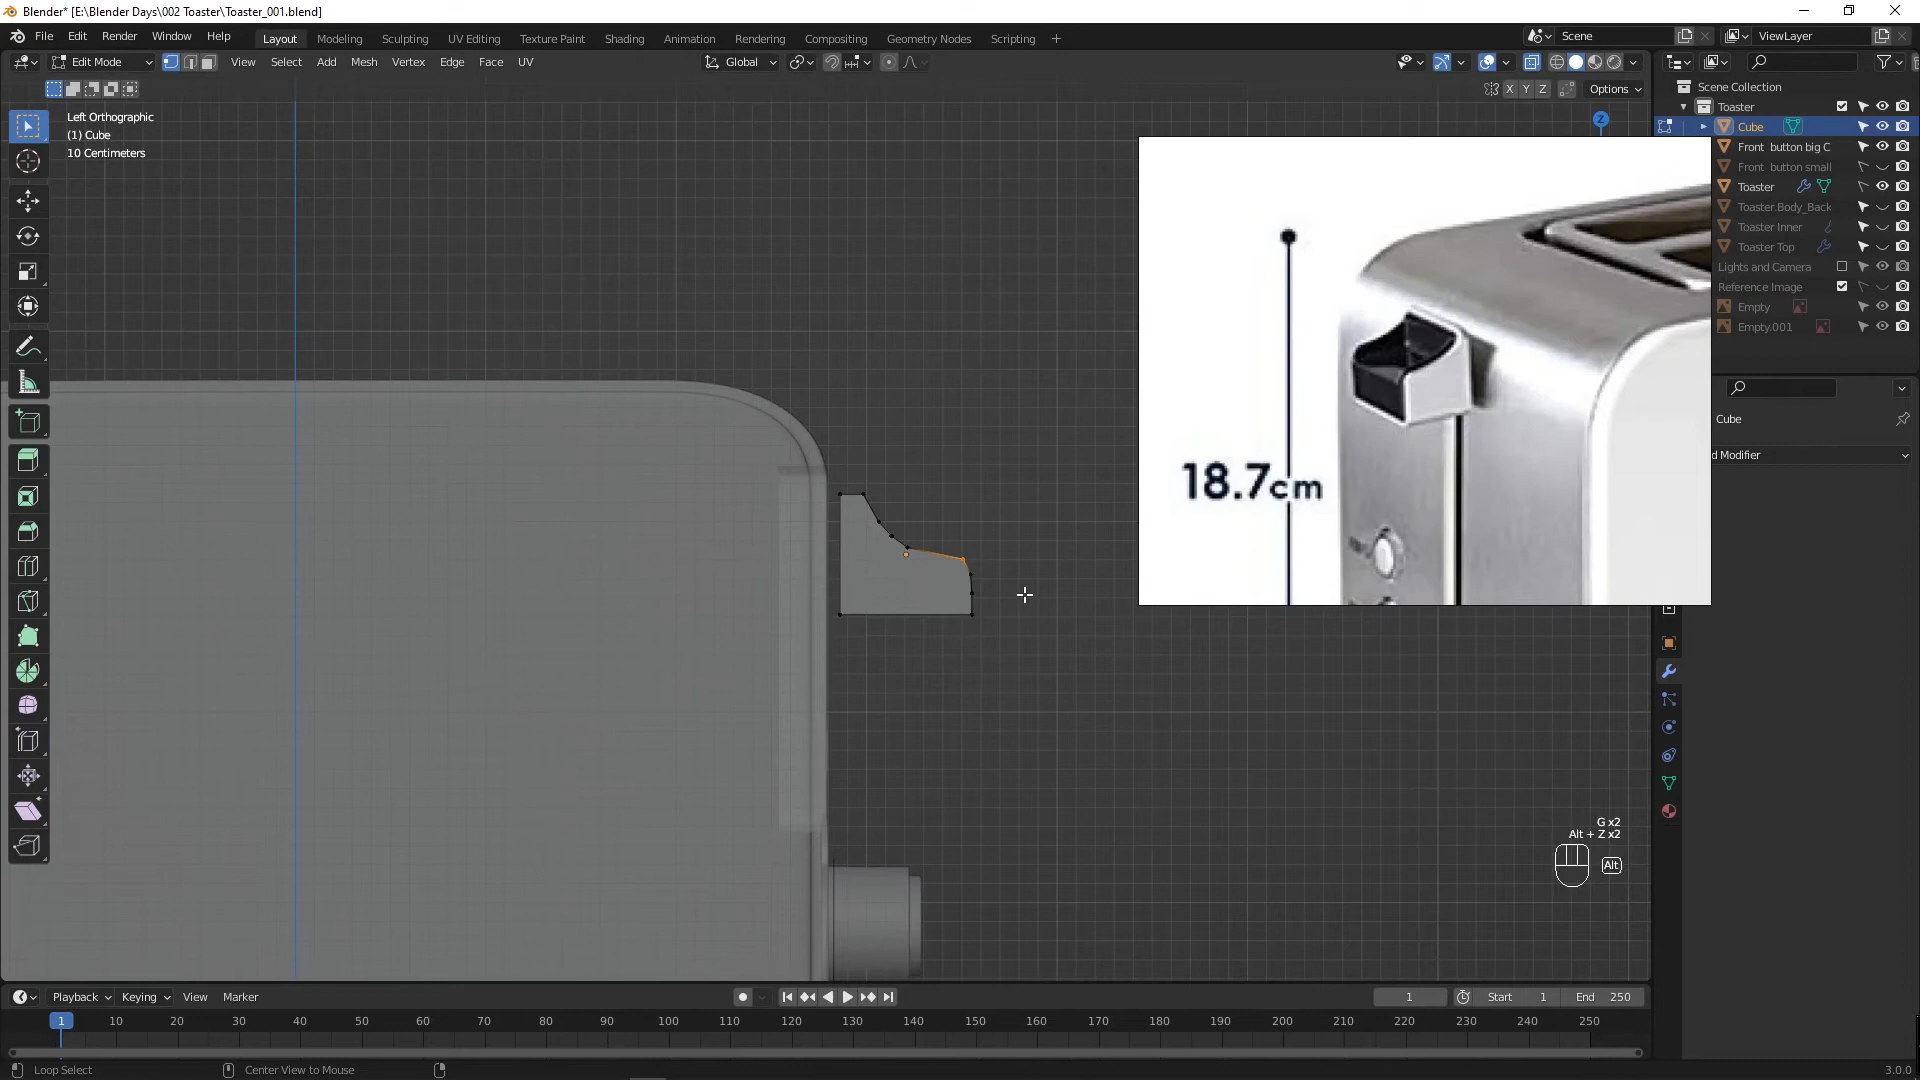 Blender* [E:\Blender Days\002 Toaster\Toaster_001.blend]
File Edit Render Window Help Layout Modeling Sculpting UV Editing Texture Paint Shading Animation Rendering Compositing Geometry Nodes Scripting + Scene ViewLayer
Edit Mode View Select Add Mesh Vertex Edge Face UV Global
X Y Z Options
Scene Collection
Left Orthographic
(1) Cube
10 Centimeters
Z
Toaster
Cube
Front button big C
Front button small
Toaster
Toaster.Body_Back
Toaster Inner
Toaster Top
Lights and Camera
Reference Image
Empty
Empty.001
Cube
d Modifier
18.7cm
G x2
Alt + Z x2
Alt
Playback Keying View Marker 1 Start 1 End 250
1 10 20 30 40 50 60 70 80 90 100 110 120 130 140 150 160 170 180 190 200 210 220 230 240 250
Loop Select Center View to Mouse 3.0.0